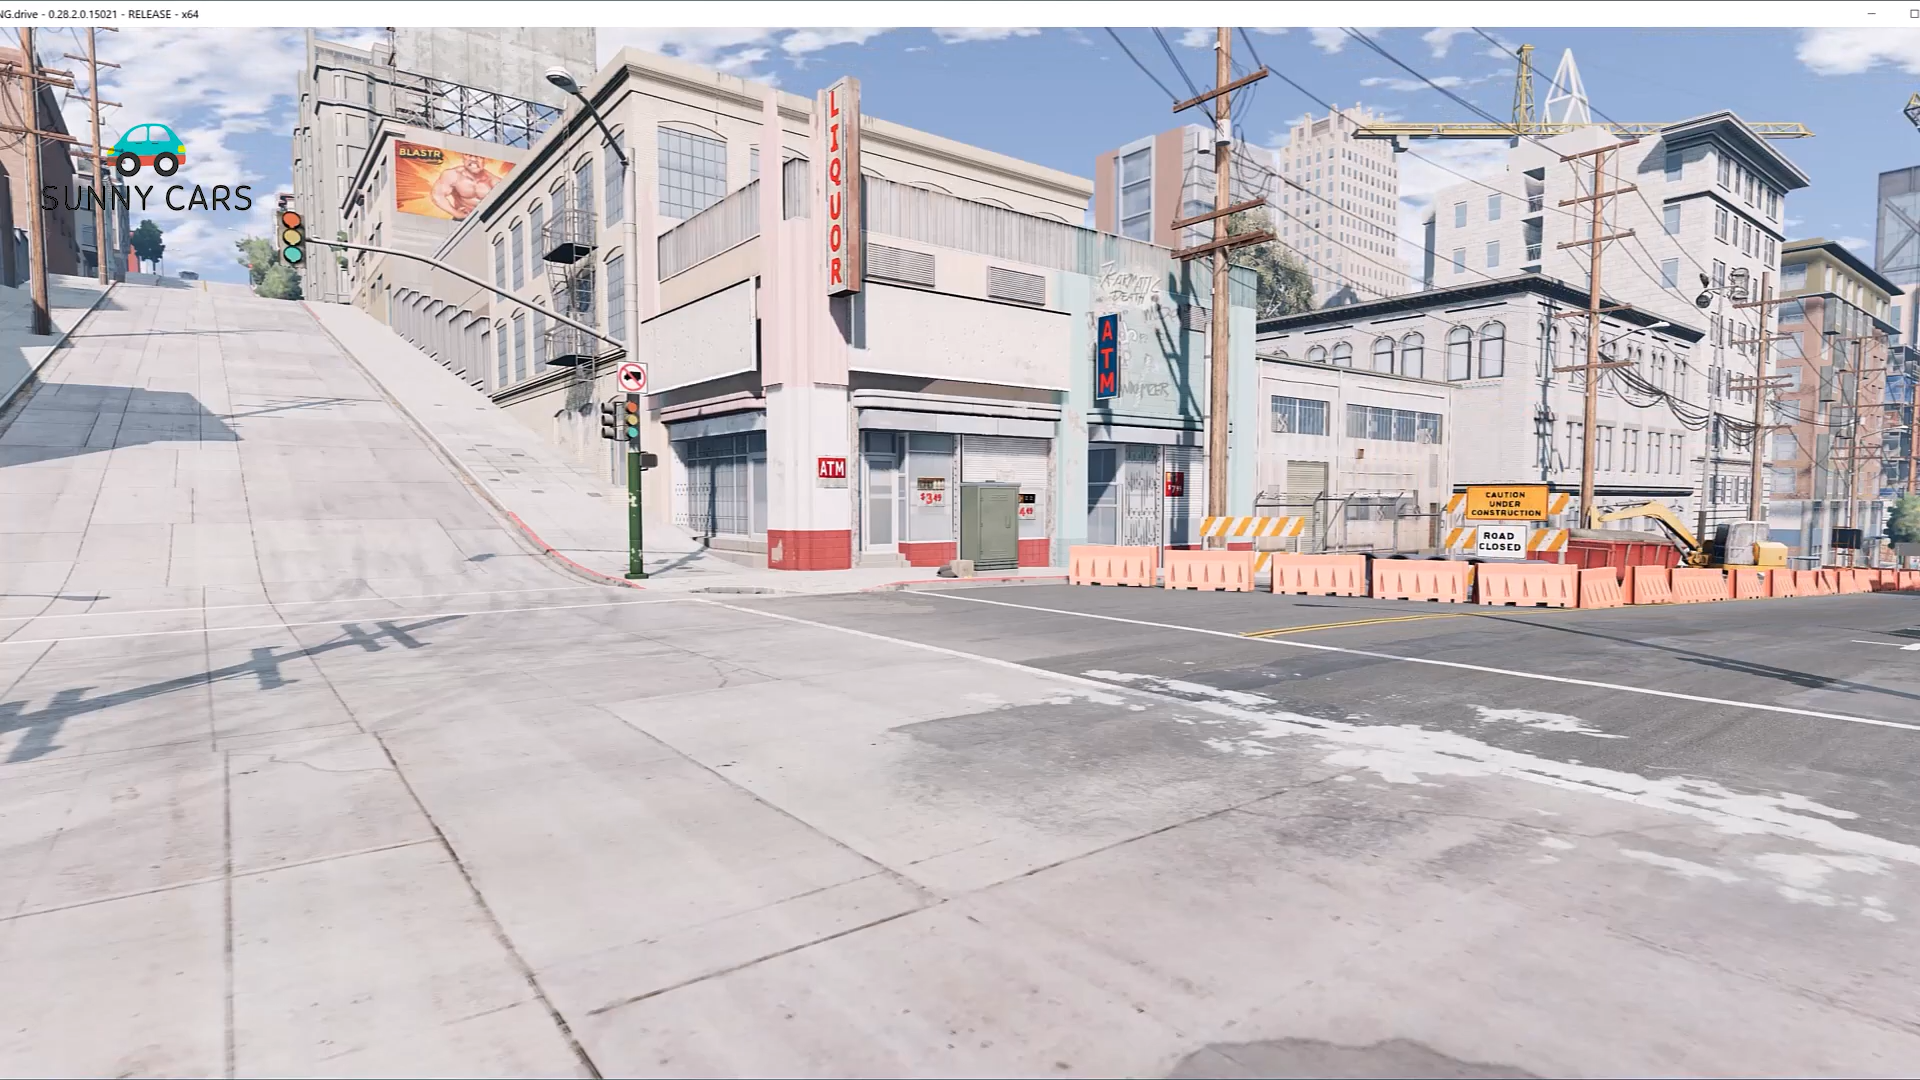 NG.drive - 0.28.2.0.15021 - RELEASE - x64
SUNNY CARS
BLASTR
LIQUOR
ATM
ATM
$3.49
CAUTION
UNDER
CONSTRUCTION
ROAD
CLOSED